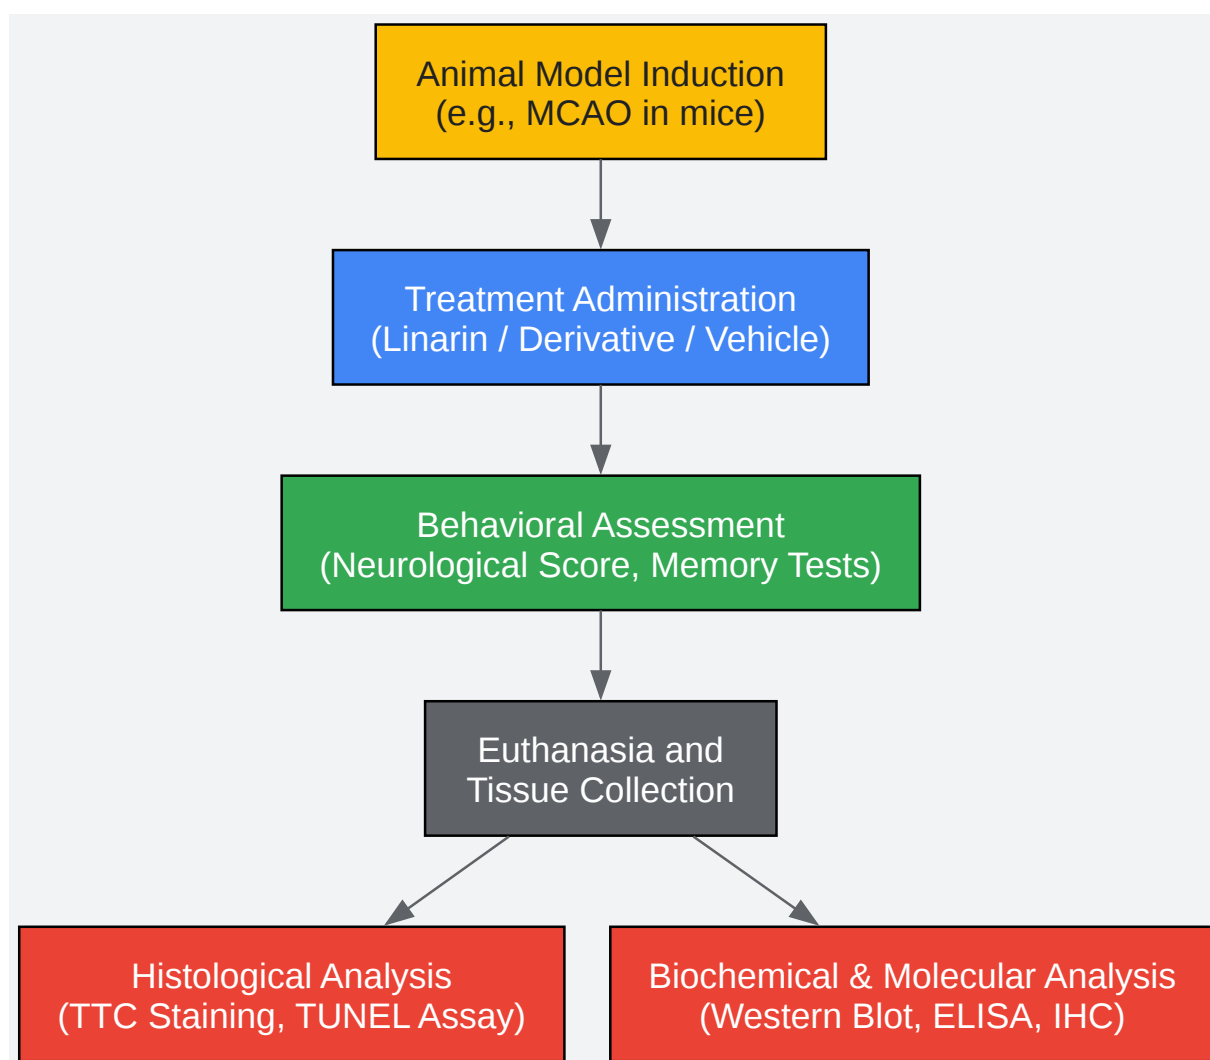 Animal Model Induction
(e.g., MCAO in mice)
Treatment Administration
(Linarin / Derivative / Vehicle)
Behavioral Assessment
(Neurological Score, Memory Tests)
Euthanasia and
Tissue Collection
Histological Analysis
(TTC Staining, TUNEL Assay)
Biochemical & Molecular Analysis
(Western Blot, ELISA, IHC)